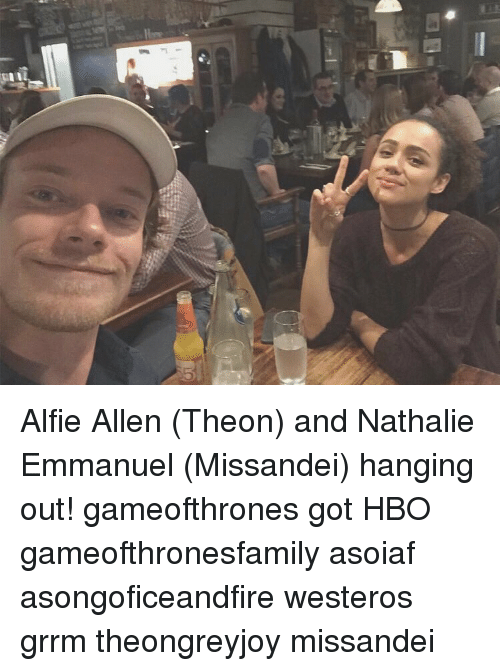 Alfie Allen (Theon) and Nathalie
Emmanuel (Missandei) hanging
out! gameofthrones got HBO
gameofthronesfamily asoiaf
asongoficeandfire westeros
grrm theongreyjoy missandei